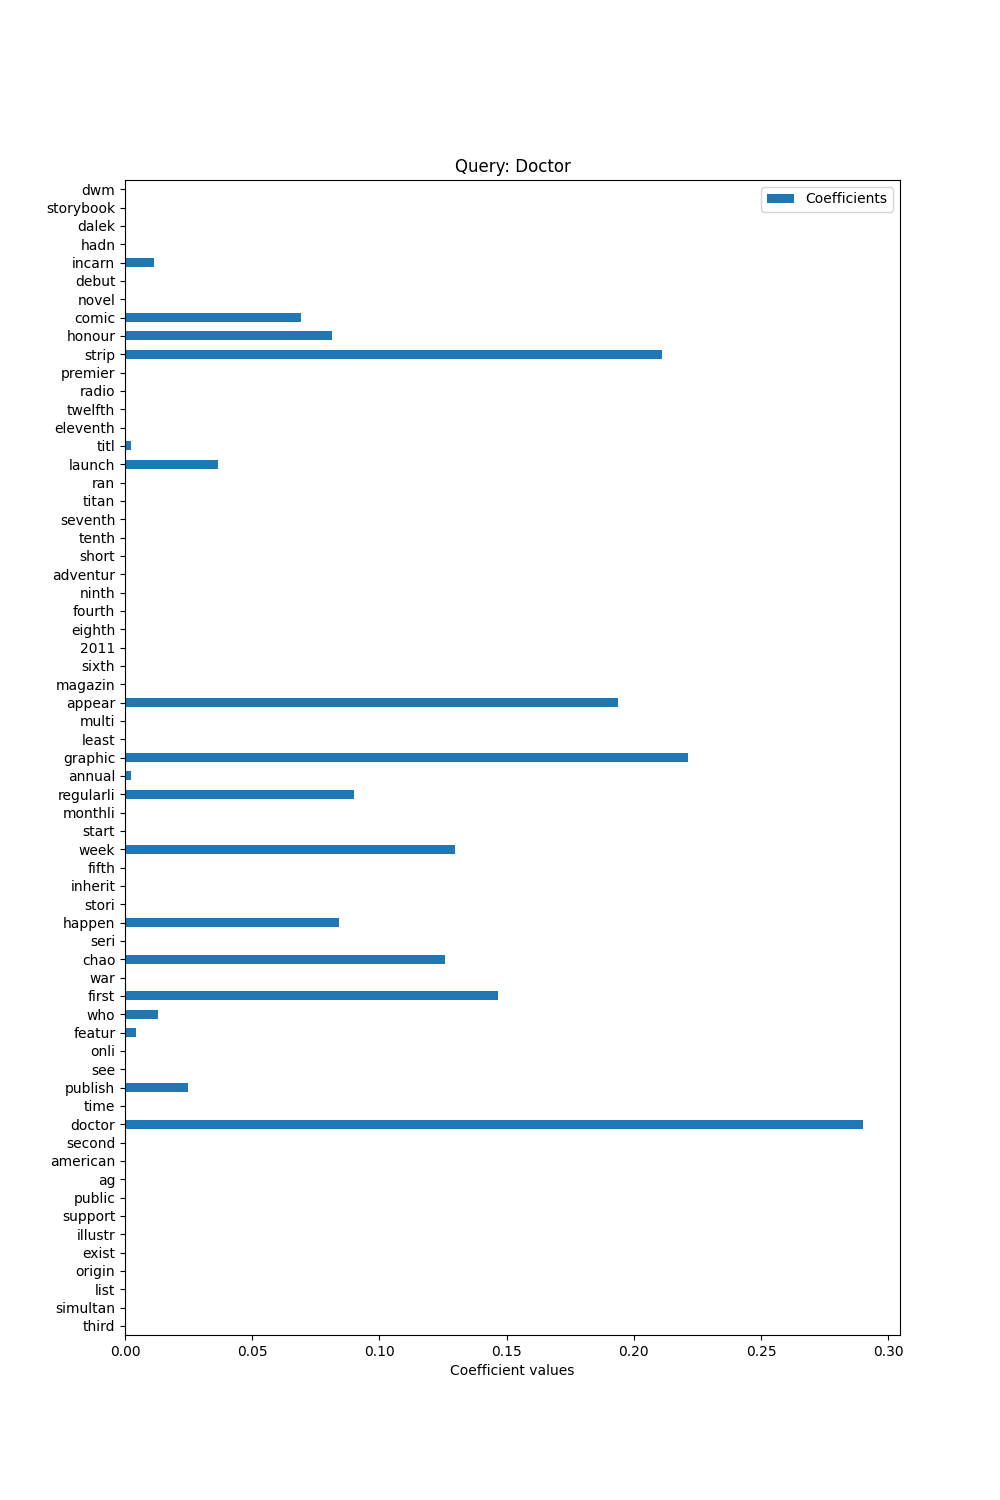 Query: Doctor
Coefficients
dwm
storybook
dalek
hadn
incarn
debut
novel
comic
honour
strip
premier
radio
twelfth
eleventh
titl
launch
ran
titan
seventh
tenth
short
adventur
ninth
fourth
eighth
2011
sixth
magazin
appear
multi
least
graphic
annual
regularli
monthli
start
week
fifth
inherit
stori
happen
seri
chao
war
first
who
featur
onli
see
publish
time
doctor
second
american
ag
public
support
illustr
exist
origin
list
simultan
third
0.00 0.05 0.10 0.15 0.20 0.25 0.30
Coefficient values